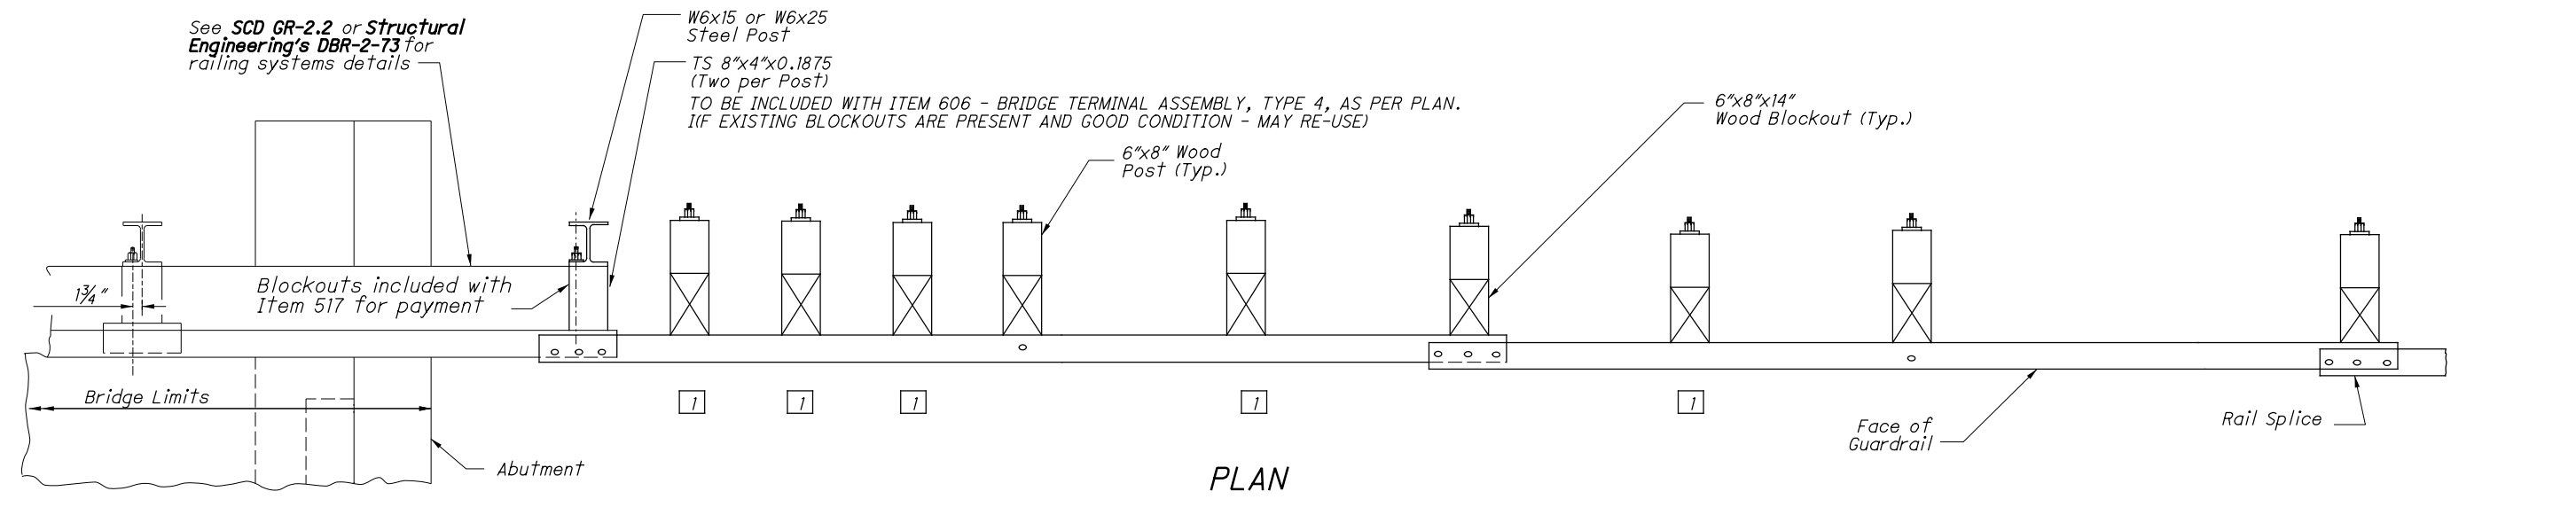 See SCD GR-2.2 or Structural
Engineering's DBR-2-73 for
railing systems details
W6x15 or W6x25
Steel Post
TS 8"x4"x0.1875
(Two per Post)
TO BE INCLUDED WITH ITEM 606 - BRIDGE TERMINAL ASSEMBLY, TYPE 4, AS PER PLAN.
I(F EXISTING BLOCKOUTS ARE PRESENT AND GOOD CONDITION - MAY RE-USE)
6"x8"x14"
Wood Blockout (Typ.)
6"x8" Wood
Post (Typ.)
1¾"
Blockouts included with
Item 517 for payment
Bridge Limits
1
1
1
1
1
Face of
Guardrail
Rail Splice
Abutment
PLAN